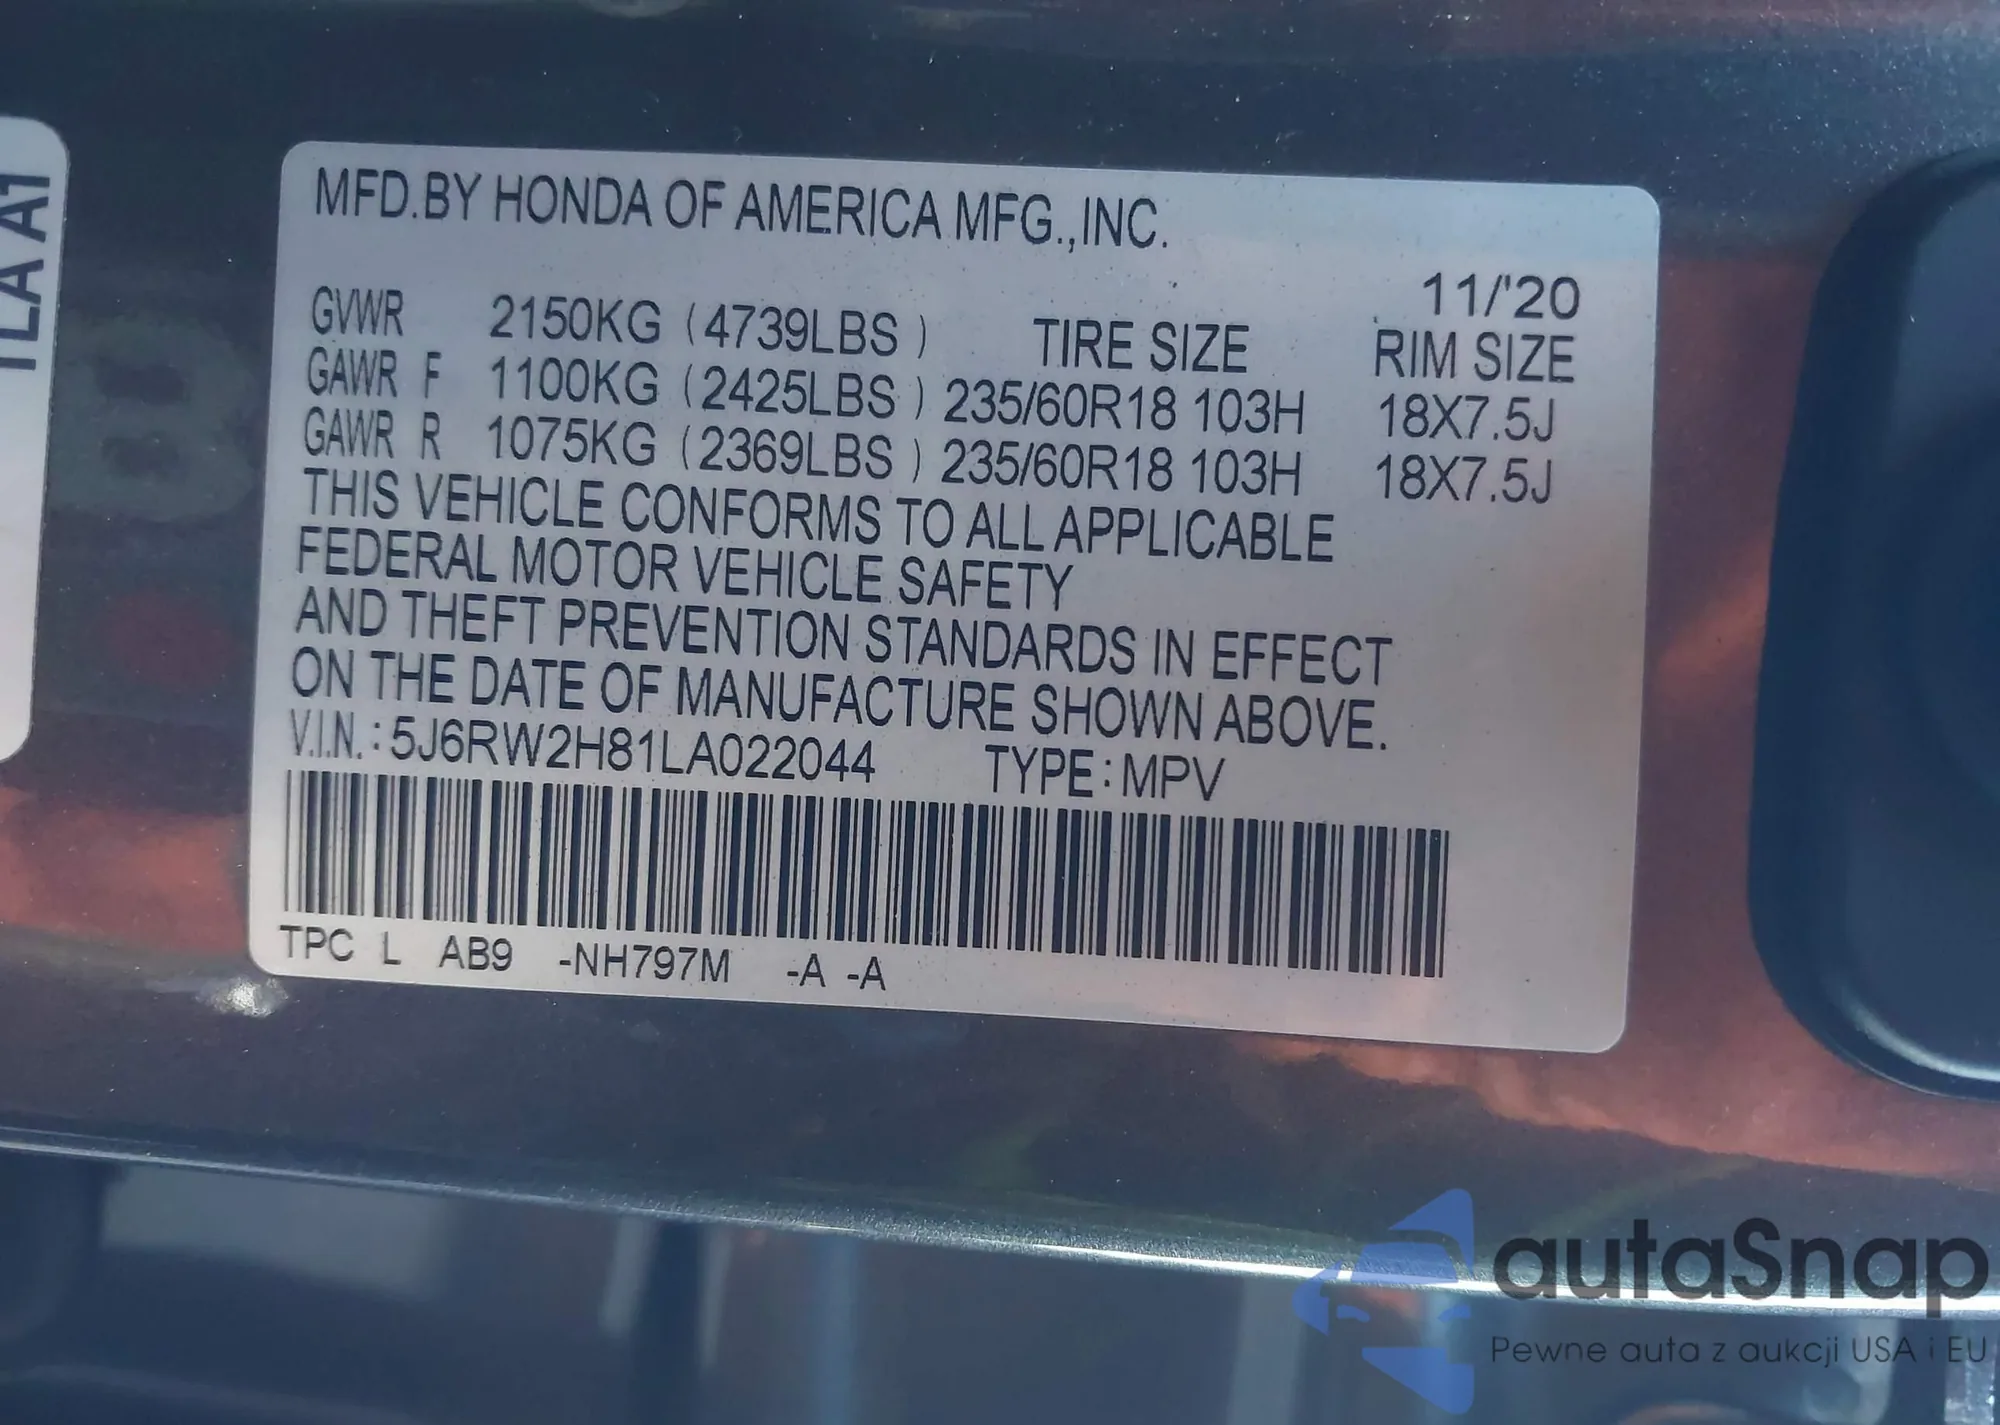 TLA A1
MFD.BY HONDA OF AMERICA MFG.,INC.
11/'20
GVWR 2150KG (4739LBS ) TIRE SIZE RIM SIZE
GAWR F 1100KG (2425LBS ) 235/60R18 103H 18X7.5J
GAWR R 1075KG (2369LBS ) 235/60R18 103H 18X7.5J
THIS VEHICLE CONFORMS TO ALL APPLICABLE
FEDERAL MOTOR VEHICLE SAFETY
AND THEFT PREVENTION STANDARDS IN EFFECT
ON THE DATE OF MANUFACTURE SHOWN ABOVE.
V.I.N.:5J6RW2H81LA022044 TYPE:MPV
TPC L AB9 -NH797M -A -A
autaSnap
Pewne auta z aukcji USA i EU